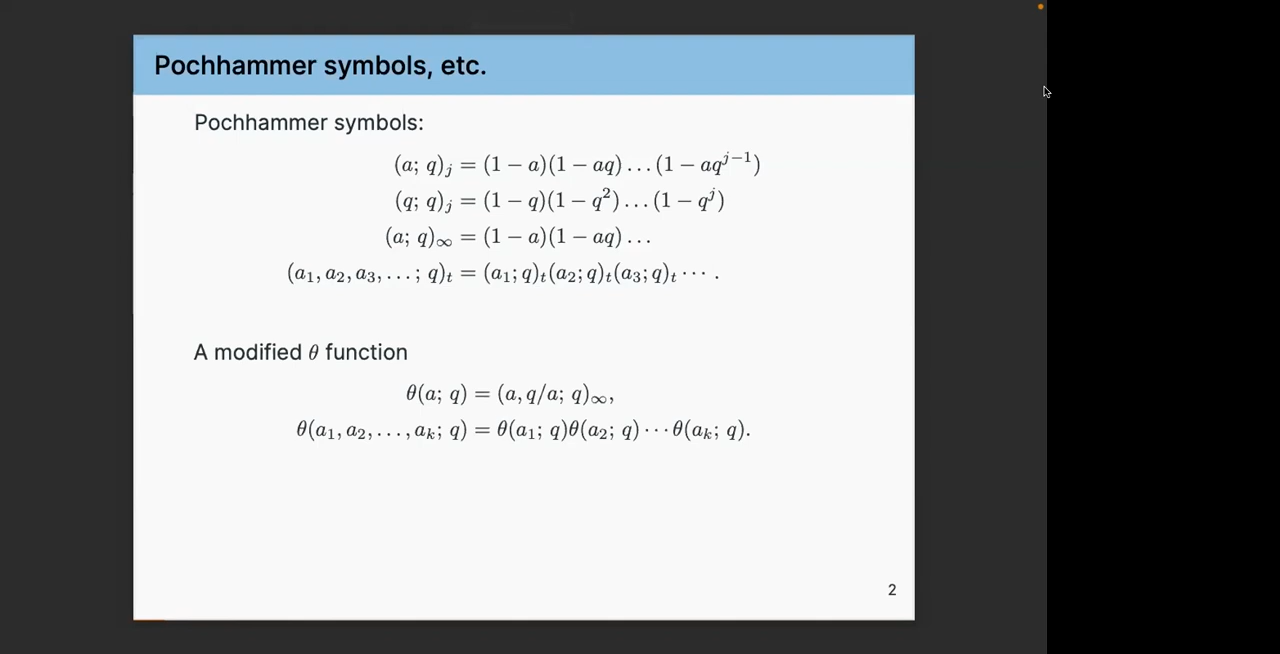 Pochhammer symbols, etc.
Pochhammer symbols:
(a; q)_j = (1 − a)(1 − aq) … (1 − aq^{j−1})
(q; q)_j = (1 − q)(1 − q^2) … (1 − q^j)
(a; q)_∞ = (1 − a)(1 − aq) …
(a_1, a_2, a_3, …; q)_t = (a_1; q)_t(a_2; q)_t(a_3; q)_t ⋯ .
A modified θ function
θ(a; q) = (a, q/a; q)_∞,
θ(a_1, a_2, …, a_k; q) = θ(a_1; q)θ(a_2; q) ⋯ θ(a_k; q).
2